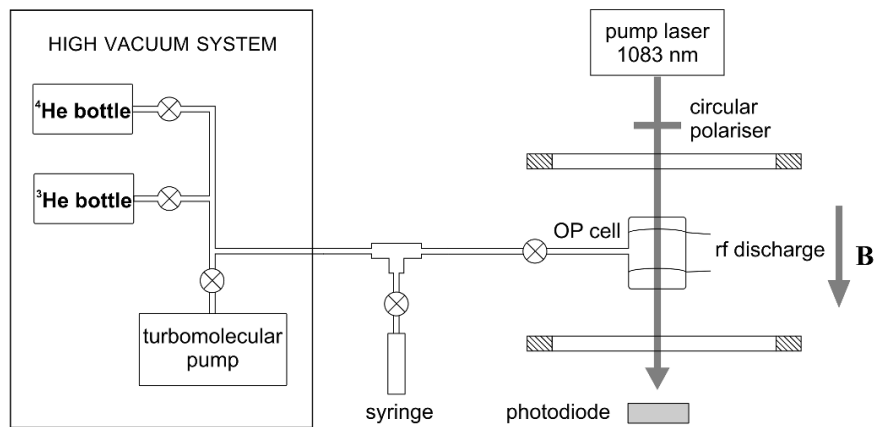 HIGH VACUUM SYSTEM
⁴He bottle
³He bottle
turbomolecular
pump
syringe
pump laser
1083 nm
circular
polariser
OP cell
rf discharge
B
photodiode